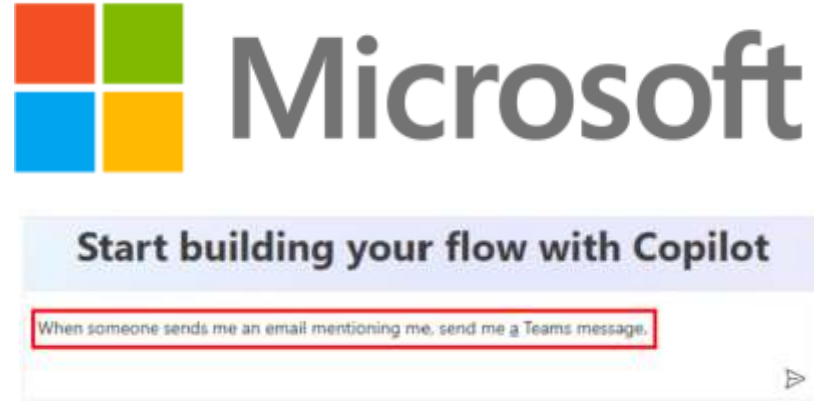 Microsoft
Start building your flow with Copilot
When someone sends me an email mentioning me, send me a Teams message.